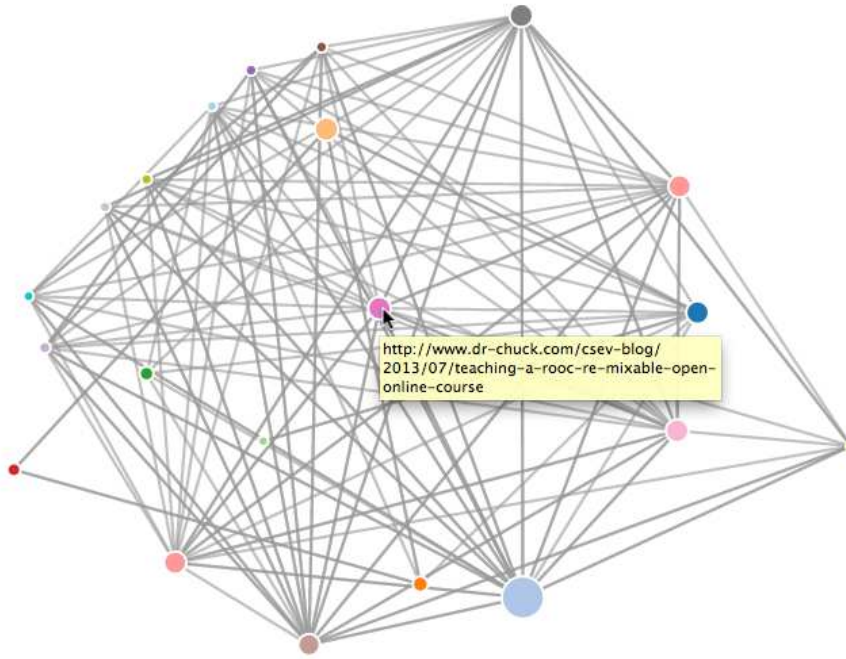 http://www.dr-chuck.com/csev-blog/
2013/07/teaching-a-rooc-re-mixable-open-
online-course